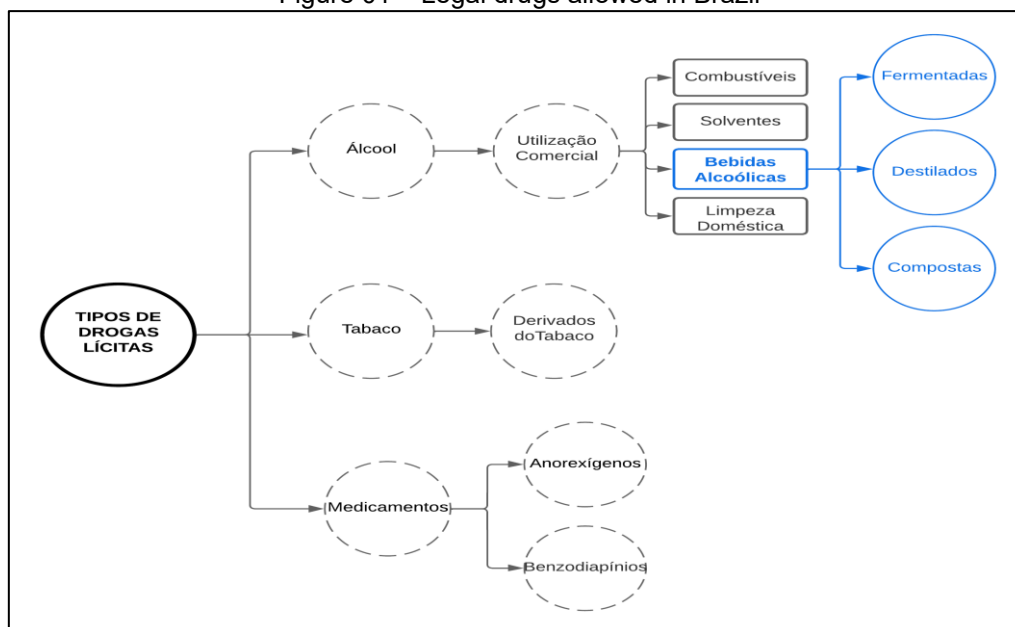 Figure 01 – Legal drugs allowed in Brazil
Combustíveis
Fermentadas
Solventes
Álcool
Utilização
Comercial
Bebidas
Alcoólicas
Destilados
Limpeza
Doméstica
Compostas
TIPOS DE
DROGAS
LÍCITAS
Tabaco
Derivados
doTabaco
Anorexígenos
Medicamentos
Benzodiapínios